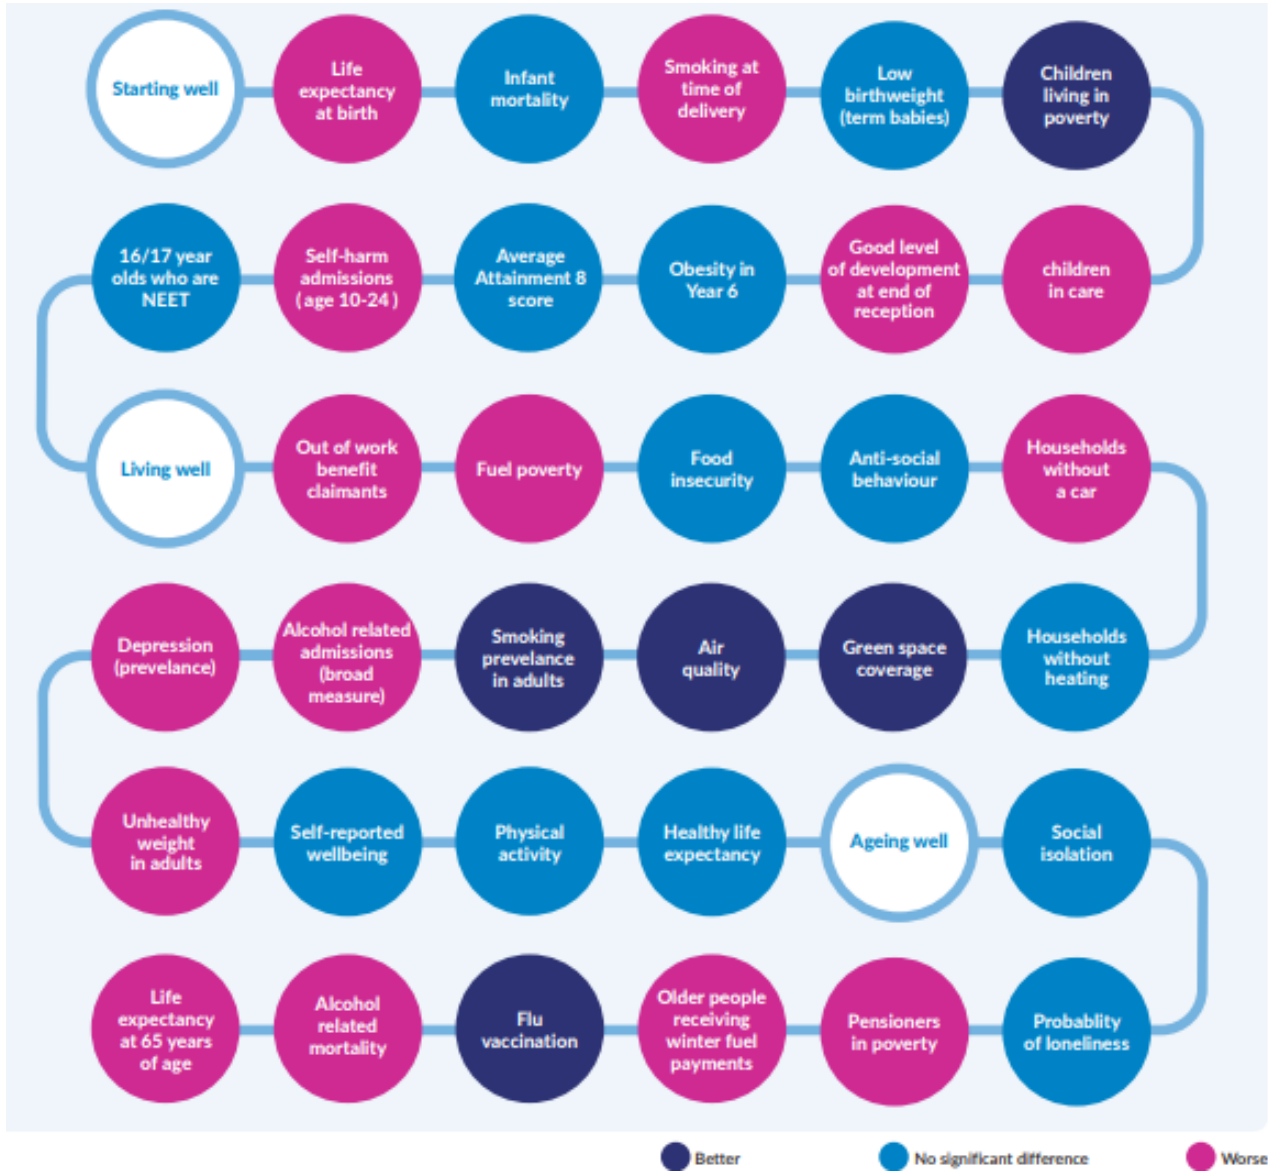 Starting well
Life
expectancy
at birth
Infant
mortality
Smoking at
time of
delivery
Low
birthweight
(term babies)
Children
living in
poverty
16/17 year
olds who are
NEET
Self-harm
admissions
(age 10-24 )
Average
Attainment 8
score
Obesity in
Year 6
Good level
of development
at end of
reception
children
in care
Living well
Out of work
benefit
claimants
Fuel poverty
Food
insecurity
Anti-social
behaviour
Households
without
a car
Depression
(prevelance)
Alcohol related
admissions
(broad
measure)
Smoking
prevelance
in adults
Air
quality
Green space
coverage
Households
without
heating
Unhealthy
weight
in adults
Self-reported
wellbeing
Physical
activity
Healthy life
expectancy
Ageing well
Social
isolation
Life
expectancy
at 65 years
of age
Alcohol
related
mortality
Flu
vaccination
Older people
receiving
winter fuel
payments
Pensioners
in poverty
Probablity
of loneliness
Better
No significant difference
Worse